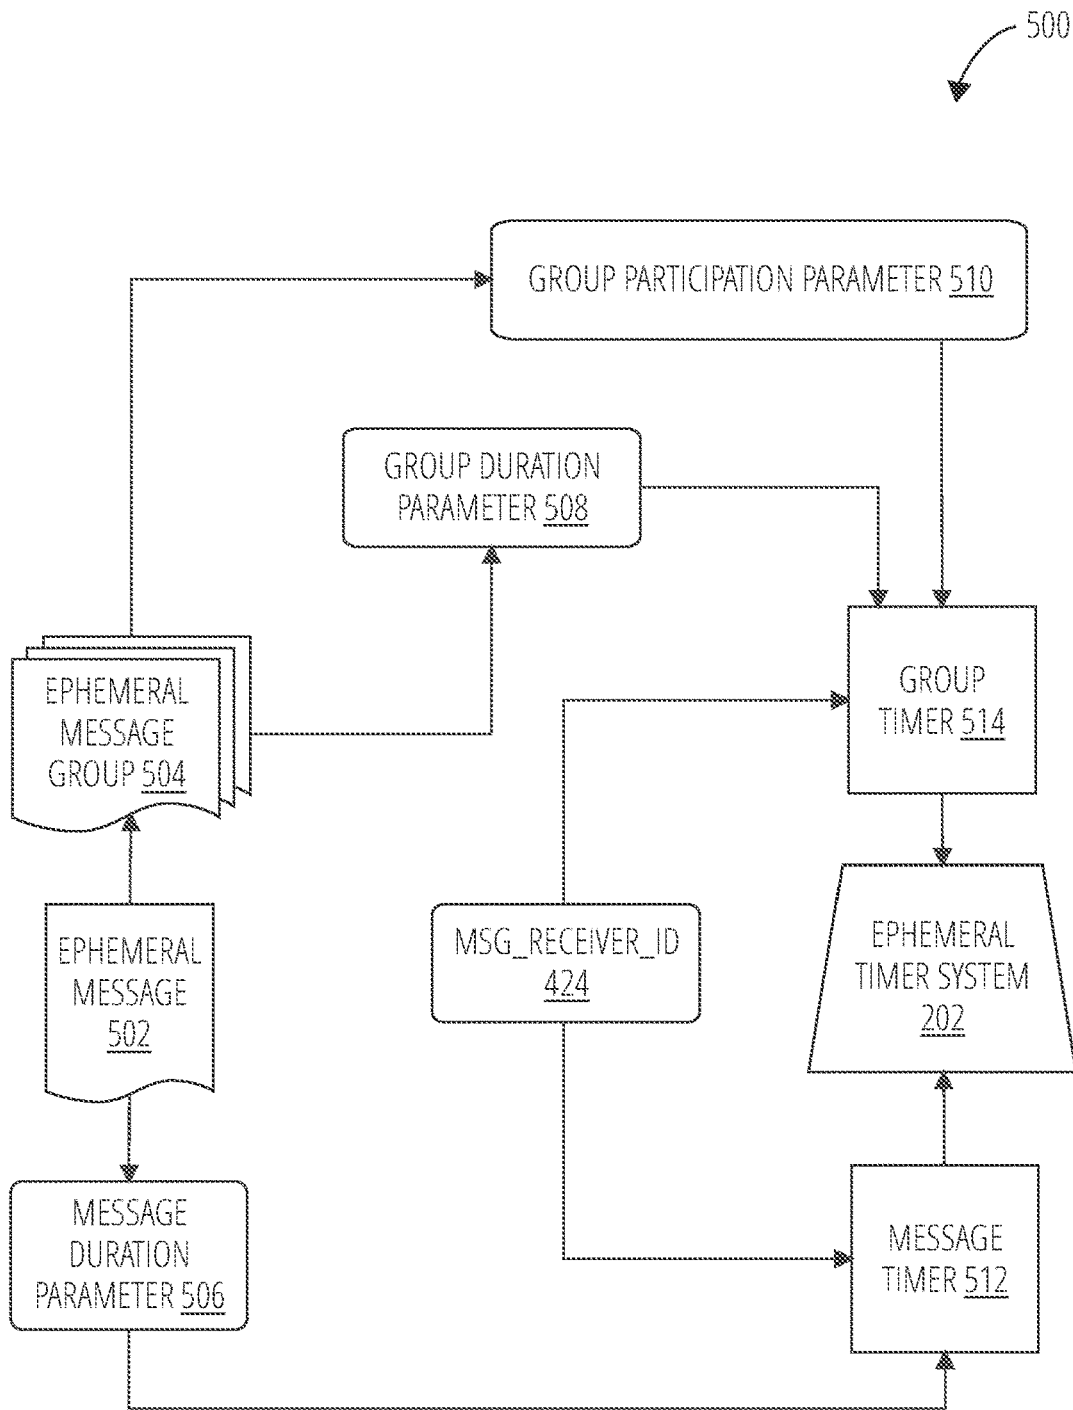 500
GROUP PARTICIPATION PARAMETER 510
GROUP DURATION
PARAMETER 508
EPHEMERAL
MESSAGE
GROUP 504
GROUP
TIMER 514
EPHEMERAL
MESSAGE
502
MSG_RECEIVER_ID
424
EPHEMERAL
TIMER SYSTEM
202
MESSAGE
DURATION
PARAMETER 506
MESSAGE
TIMER 512